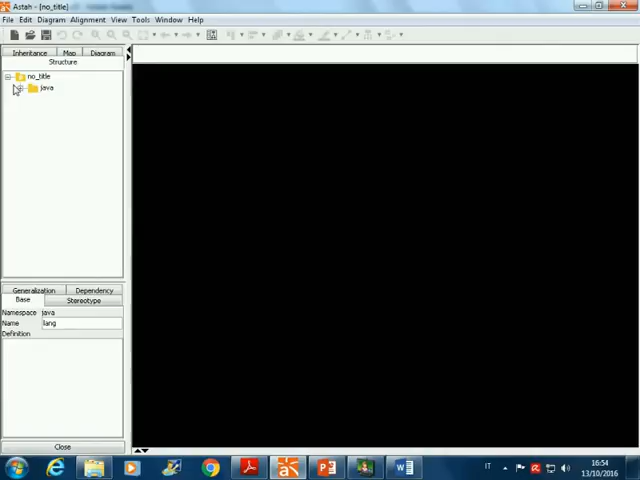 Astah - [no_title]
File Edit Diagram Alignment View Tools Window Help
Inheritance Map Diagram
Structure
no_title
java
Generalization Dependency
Base Stereotype
Namespace java
Name lang
Definition
Close
IT 16:54
13/10/2016